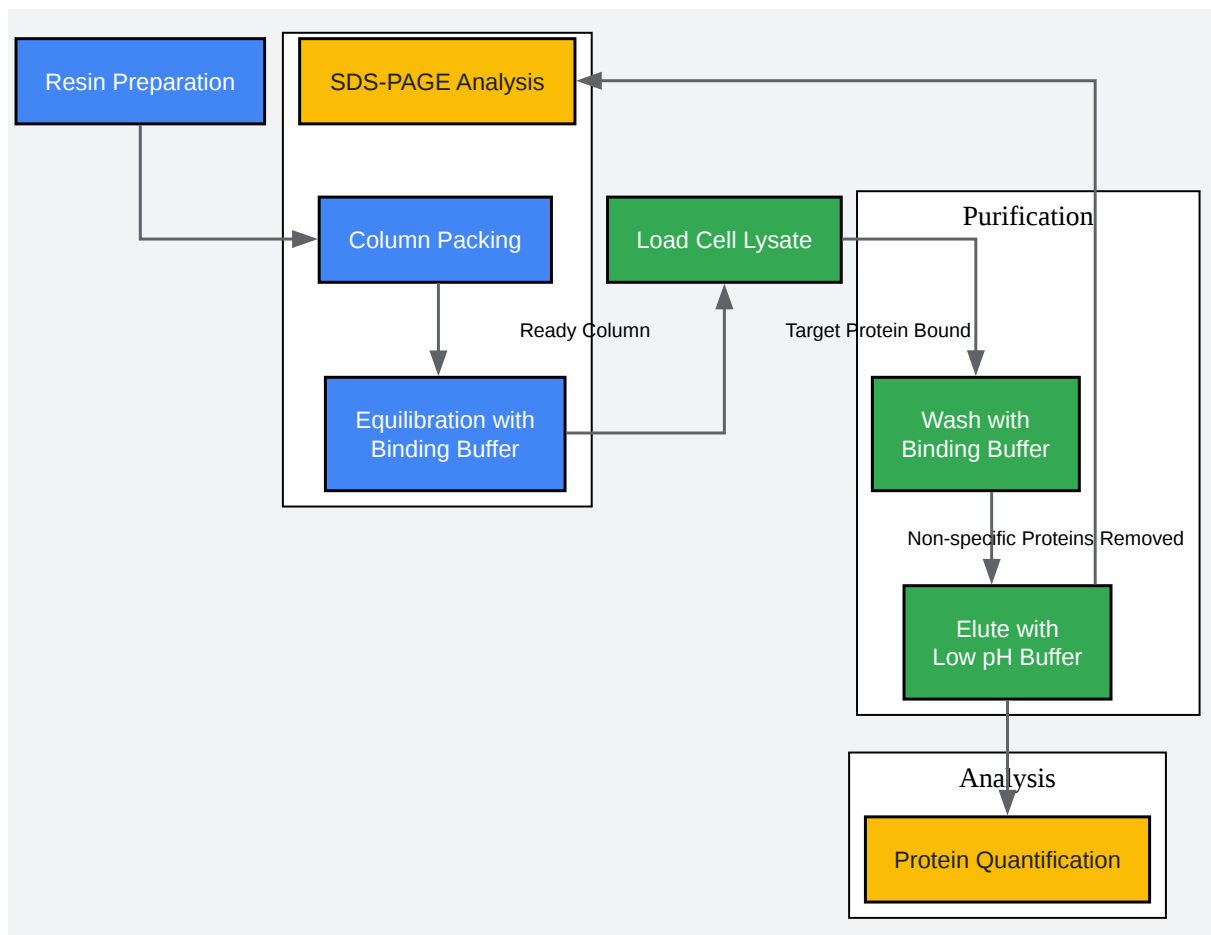 Resin Preparation
SDS-PAGE Analysis
Purification
Column Packing
Load Cell Lysate
Ready Column
Target Protein Bound
Equilibration with
Binding Buffer
Wash with
Binding Buffer
Non-specific Proteins Removed
Elute with
Low pH Buffer
Analysis
Protein Quantification